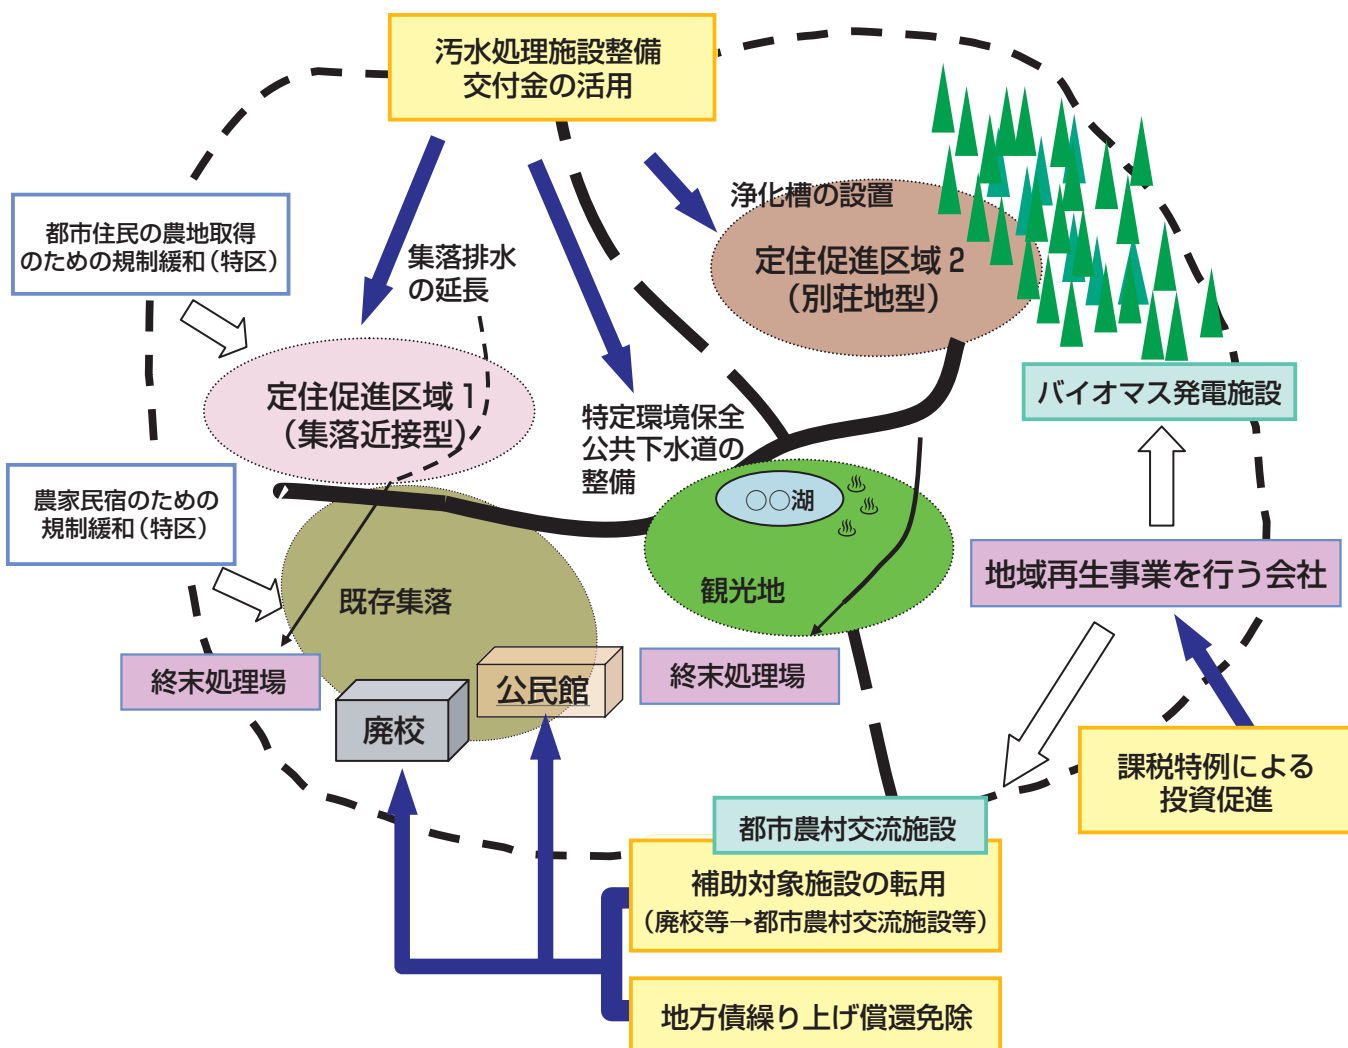 汚水処理施設整備
交付金の活用
浄化槽の設置
都市住民の農地取得
のための規制緩和（特区）
集落排水
の延長
定住促進区域２
（別荘地型）
定住促進区域１
（集落近接型）
特定環境保全
公共下水道の
整備
バイオマス発電施設
農家民宿のための
規制緩和（特区）
○○湖
地域再生事業を行う会社
既存集落
観光地
終末処理場
公民館
終末処理場
廃校
課税特例による
投資促進
都市農村交流施設
補助対象施設の転用
（廃校等→都市農村交流施設等）
地方債繰り上げ償還免除